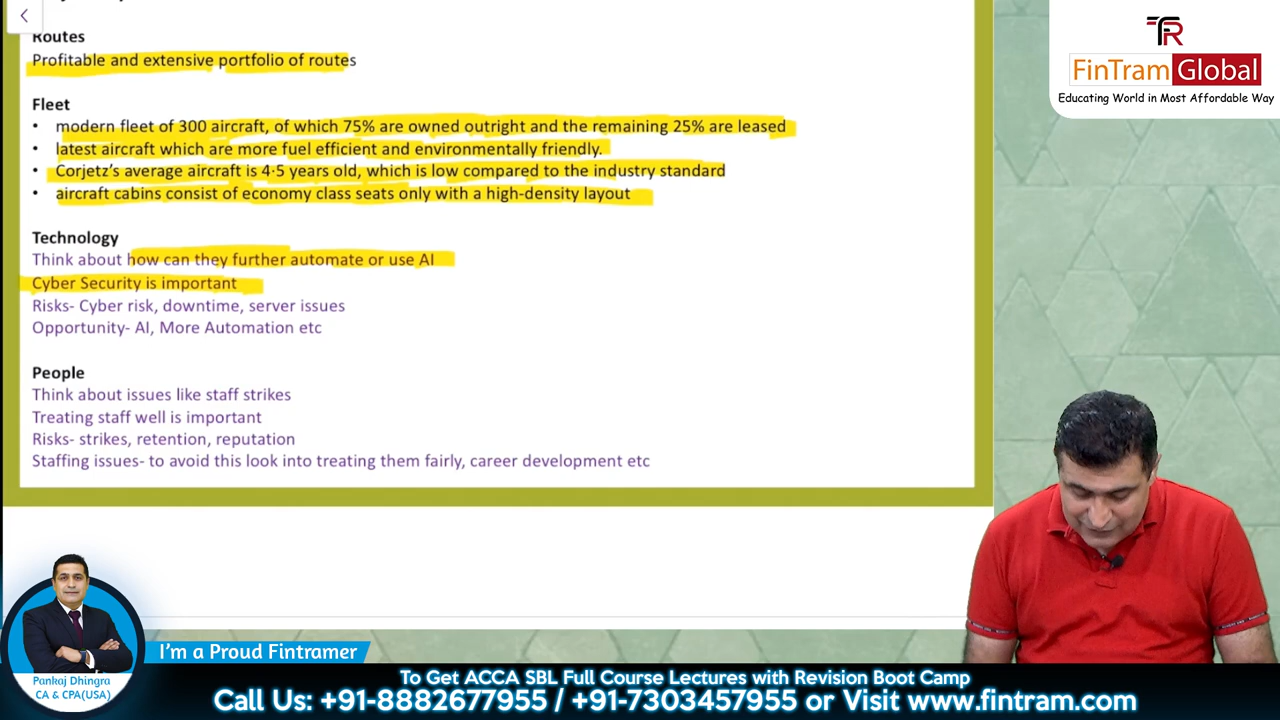 Routes
Profitable and extensive portfolio of routes
Fleet
• modern fleet of 300 aircraft, of which 75% are owned outright and the remaining 25% are leased
• latest aircraft which are more fuel efficient and environmentally friendly.
• Corjetz’s average aircraft is 4·5 years old, which is low compared to the industry standard
• aircraft cabins consist of economy class seats only with a high-density layout
Technology
Think about how can they further automate or use AI
Cyber Security is important
Risks- Cyber risk, downtime, server issues
Opportunity- AI, More Automation etc
People
Think about issues like staff strikes
Treating staff well is important
Risks- strikes, retention, reputation
Staffing issues- to avoid this look into treating them fairly, career development etc
FinTram Global
Educating World in Most Affordable Way
I’m a Proud Fintramer
Pankaj Dhingra
CA & CPA(USA)
To Get ACCA SBL Full Course Lectures with Revision Boot Camp
Call Us: +91-8882677955 / +91-7303457955 or Visit www.fintram.com